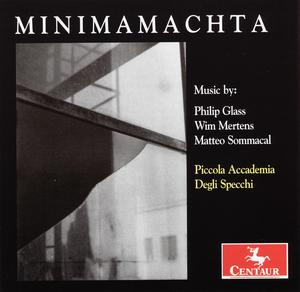 MINIMAMACHTA
Music by:
Philip Glass
Wim Mertens
Matteo Sommacal
Piccola Accademia
Degli Specchi
CENTAUR